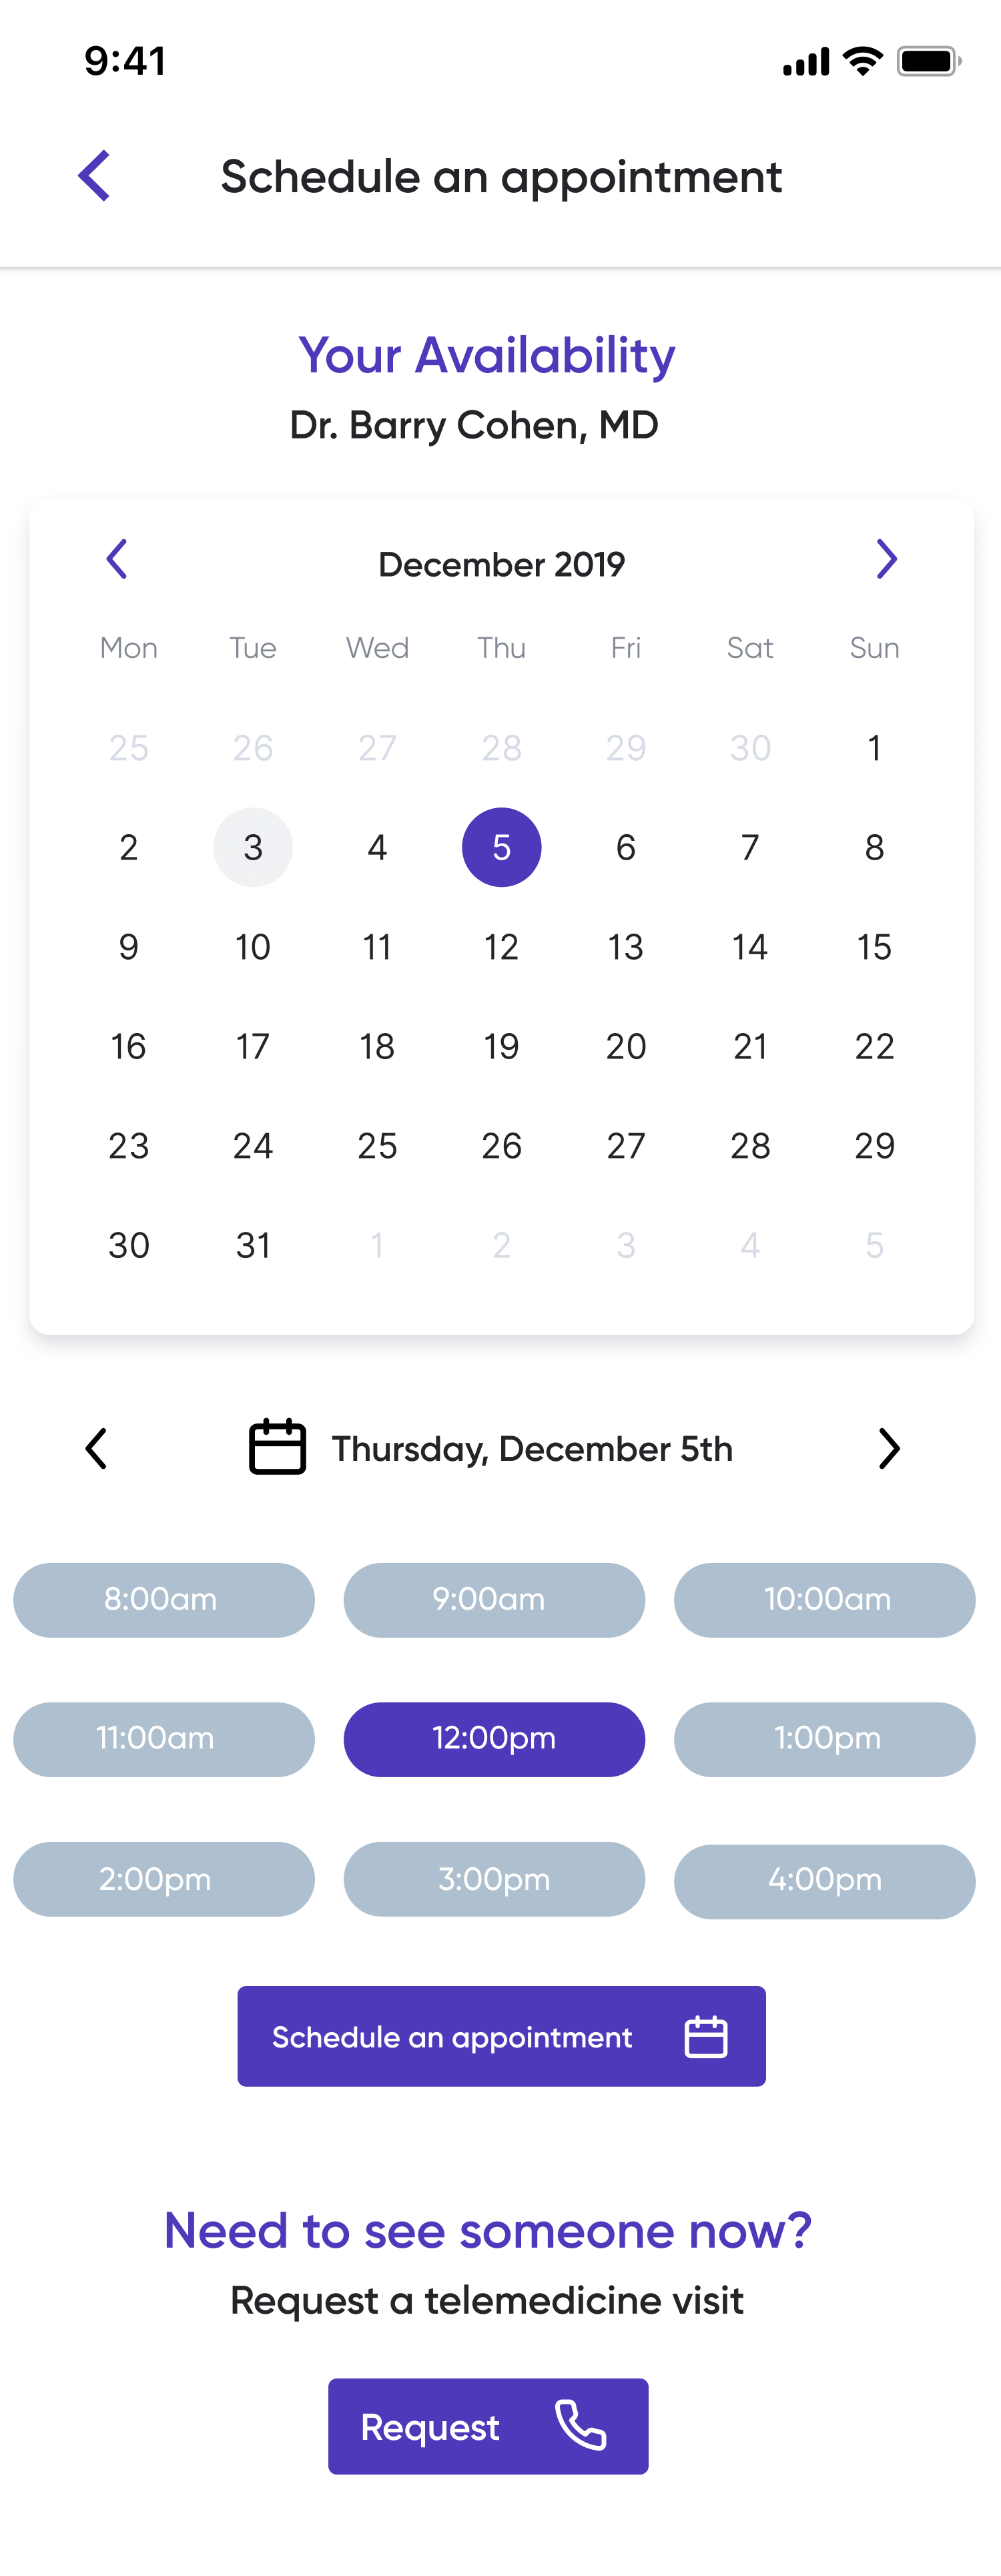 9:41
Schedule an appointment
Your Availability
Dr. Barry Cohen, MD
December 2019
Mon Tue Wed Thu Fri Sat Sun
25 26 27 28 29 30 1
2 3 4 5 6 7 8
9 10 11 12 13 14 15
16 17 18 19 20 21 22
23 24 25 26 27 28 29
30 31 1 2 3 4 5
Thursday, December 5th
8:00am 9:00am 10:00am
11:00am 12:00pm 1:00pm
2:00pm 3:00pm 4:00pm
Schedule an appointment
Need to see someone now?
Request a telemedicine visit
Request